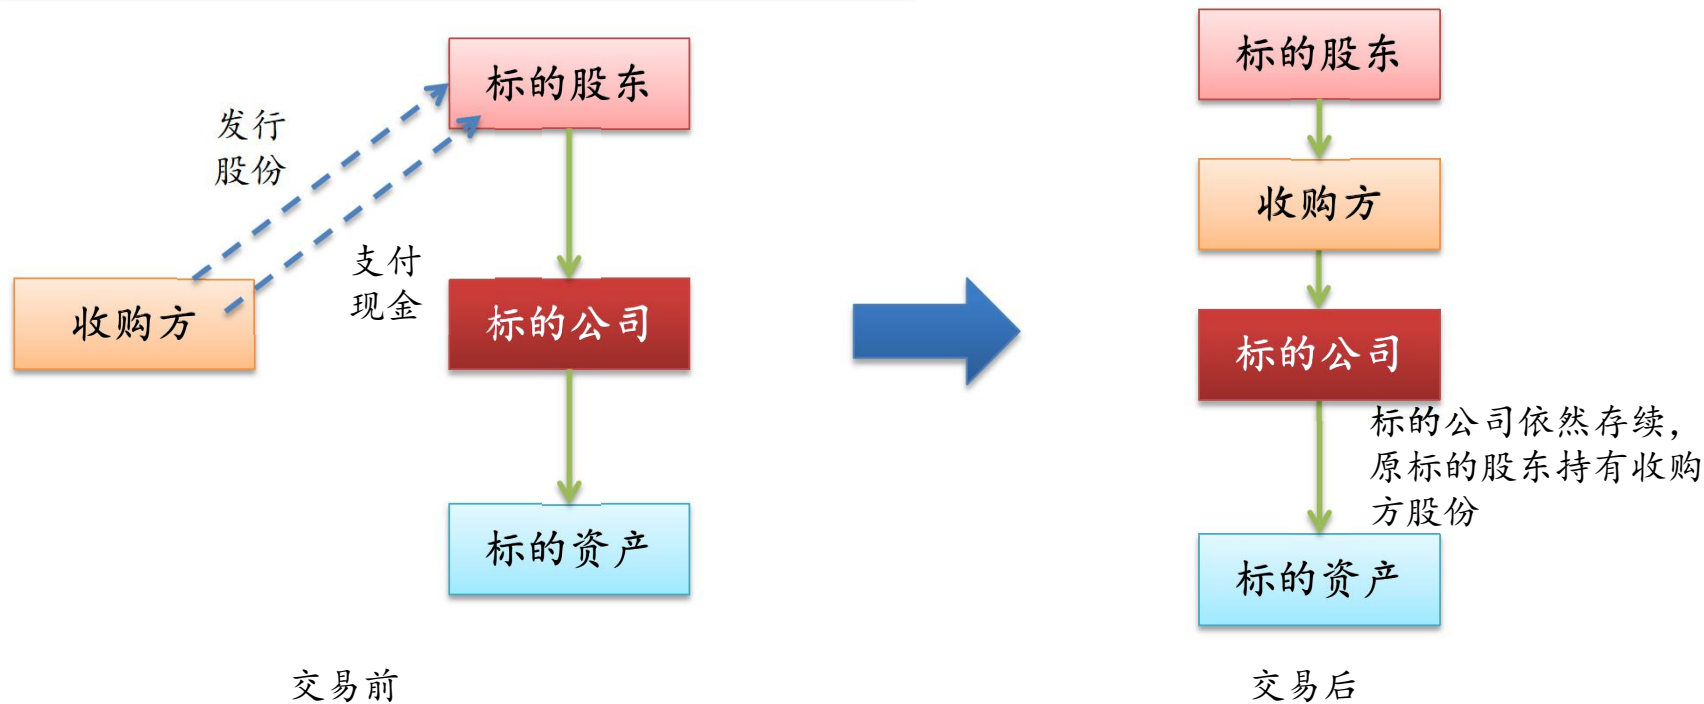 标的股东
发行
股份
支付
现金
收购方
标的公司
标的资产
交易前
标的股东
收购方
标的公司
标的公司依然存续，
原标的股东持有收购
方股份
标的资产
交易后